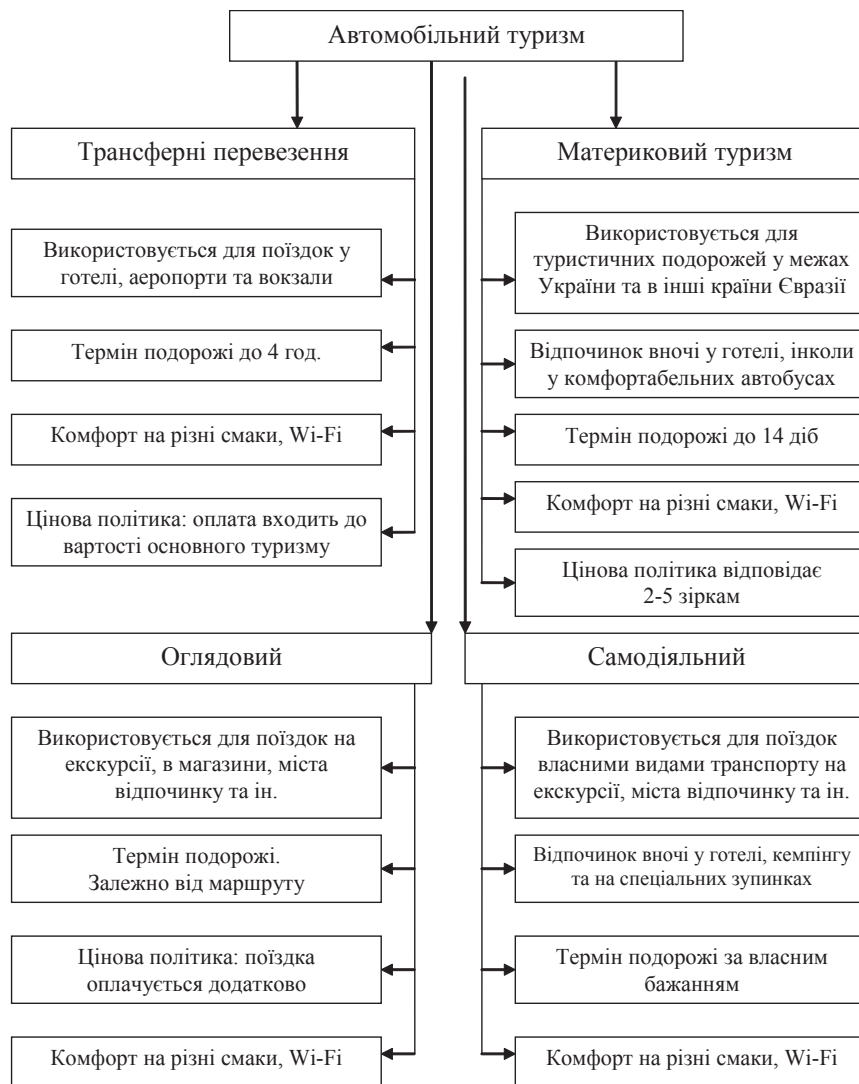 Автомобільний туризм
Трансферні перевезення
Використовується для поїздок у
готелі, аеропорти та вокзали
Термін подорожі до 4 год.
Комфорт на різні смаки, Wi-Fi
Цінова політика: оплата входить до
вартості основного туризму
Материковий туризм
Використовується для
туристичних подорожей у межах
України та в інші країни Євразії
Відпочинок вночі у готелі, інколи
у комфортабельних автобусах
Термін подорожі до 14 діб
Комфорт на різні смаки, Wi-Fi
Цінова політика відповідає
2-5 зіркам
Оглядовий
Використовується для поїздок на
екскурсії, в магазини, міста
відпочинку та ін.
Термін подорожі.
Залежно від маршруту
Цінова політика: поїздка
оплачується додатково
Комфорт на різні смаки, Wi-Fi
Самодіяльний
Використовується для поїздок
власними видами транспорту на
екскурсії, міста відпочинку та ін.
Відпочинок вночі у готелі, кемпінгу
та на спеціальних зупинках
Термін подорожі за власним
бажанням
Комфорт на різні смаки, Wi-Fi